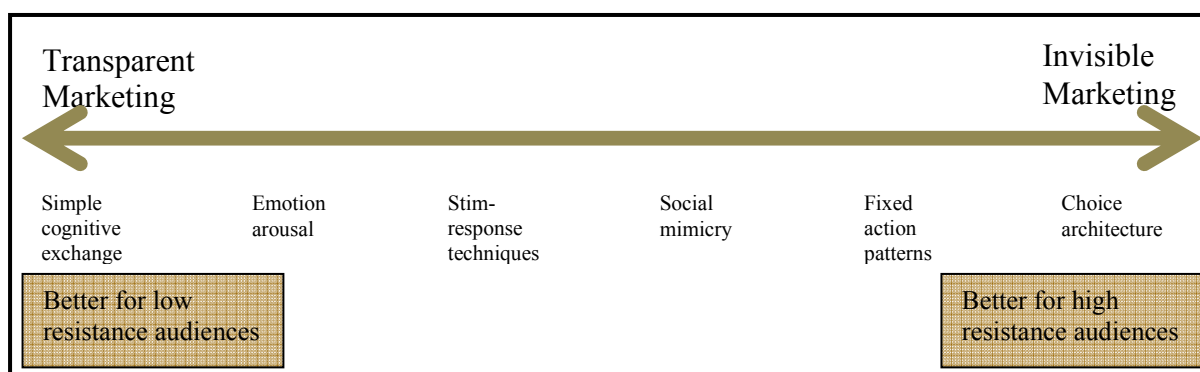 Transparent
Marketing
Invisible
Marketing
Simple
cognitive
exchange
Emotion
arousal
Stim-
response
techniques
Social
mimicry
Fixed
action
patterns
Choice
architecture
Better for low
resistance audiences
Better for high
resistance audiences